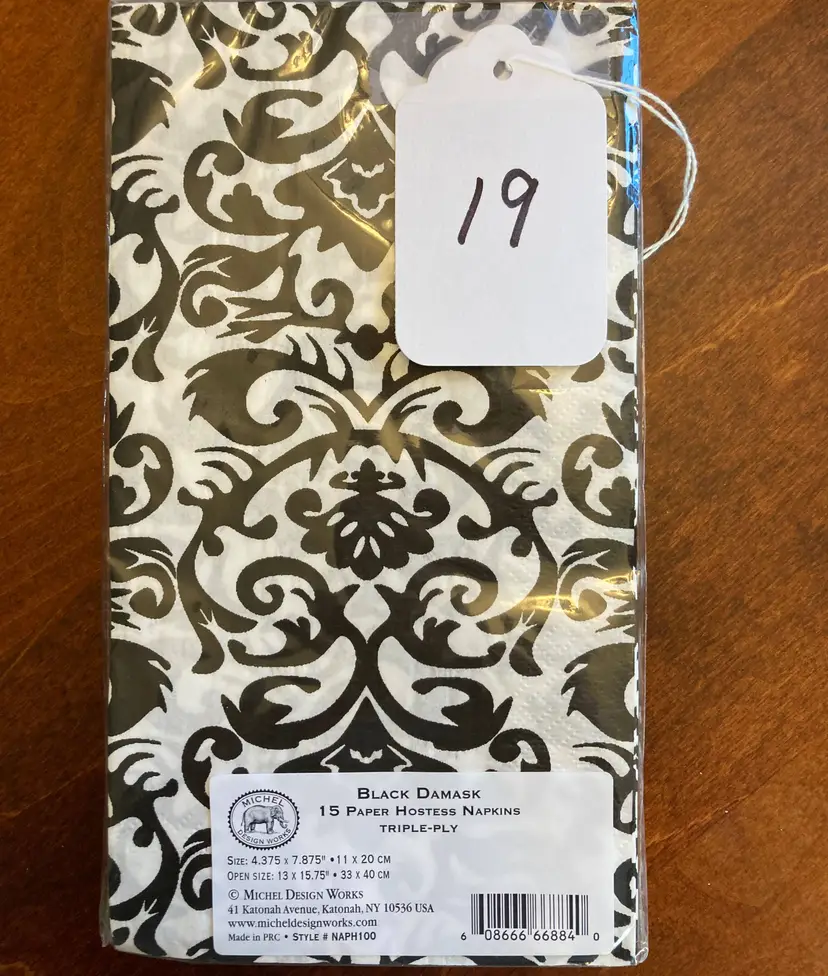 19
BLACK DAMASK
15 PAPER HOSTESS NAPKINS
TRIPLE-PLY
MICHEL
DESIGN WORKS
SIZE: 4.375 X 7.875" • 11 X 20 CM
OPEN SIZE: 13 X 15.75" • 33 X 40 CM
© MICHEL DESIGN WORKS
41 Katonah Avenue, Katonah, NY 10536 USA
www.micheldesignworks.com
Made in PRC • STYLE # NAPH100
6 08666 66884 0